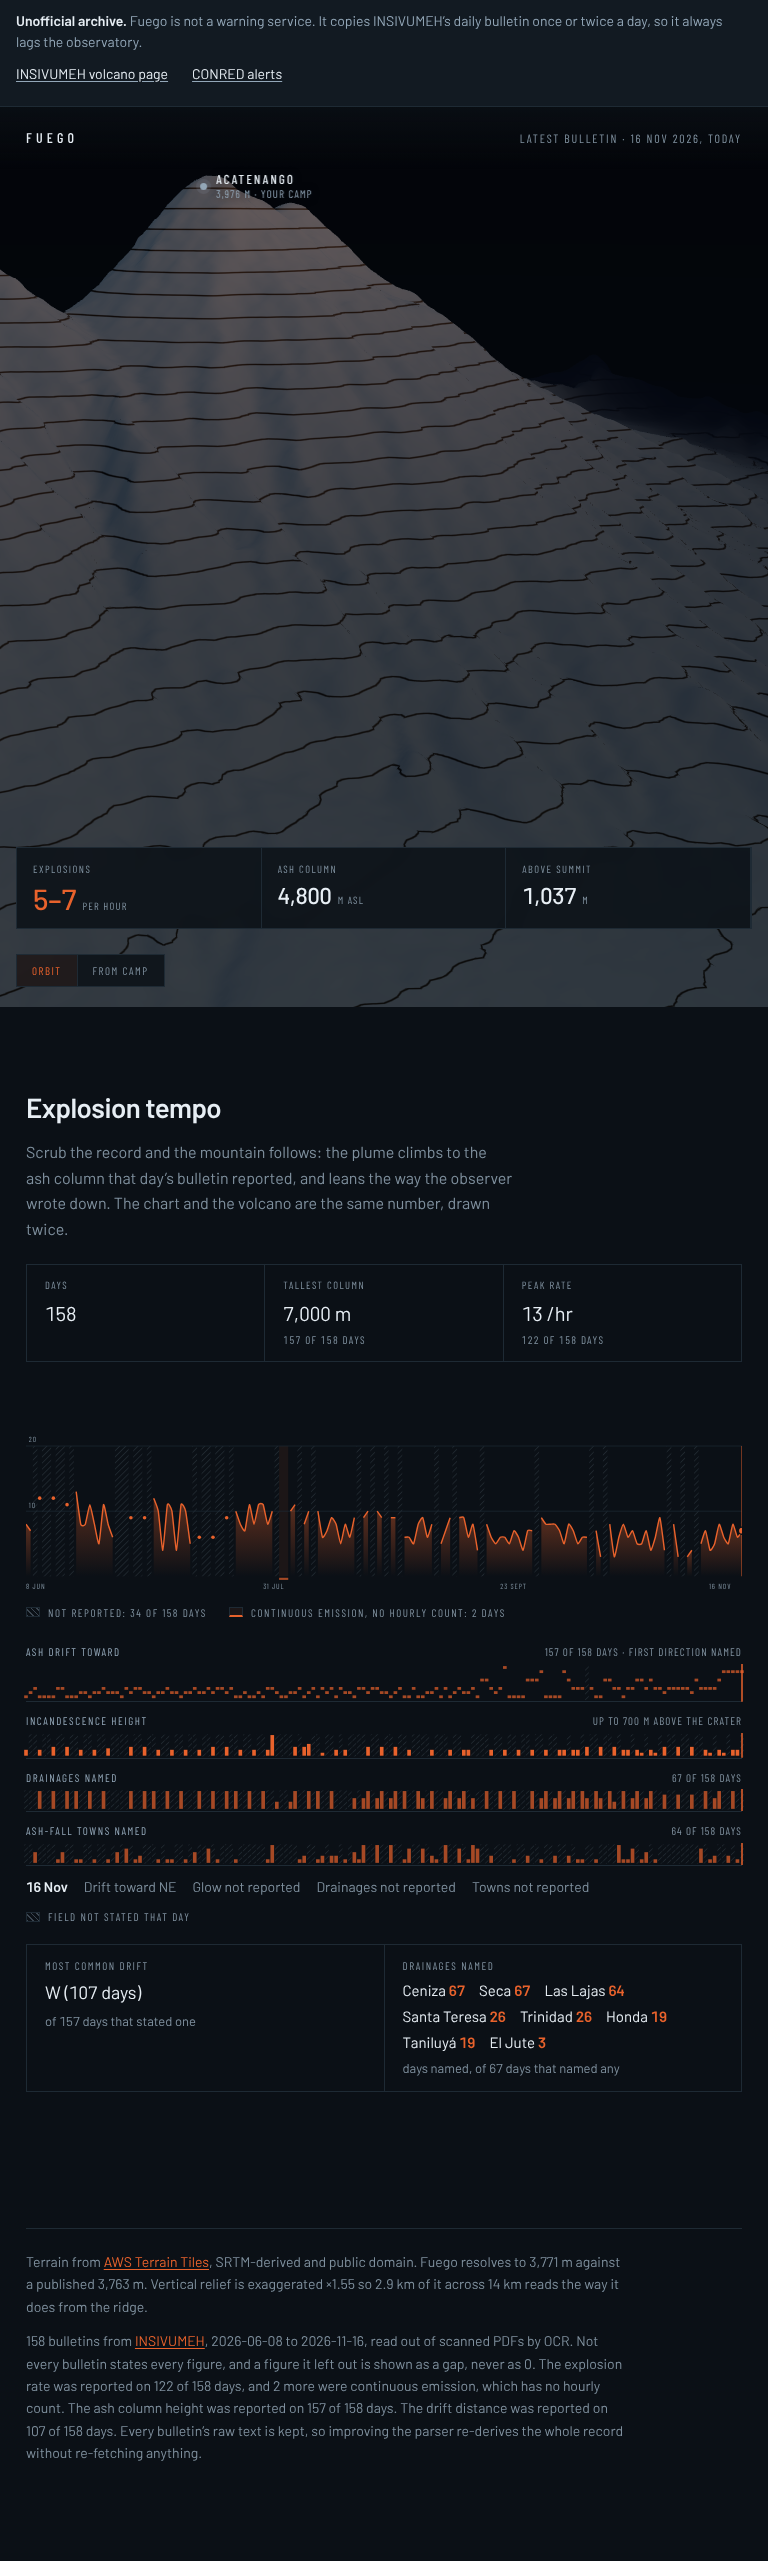 Unofficial archive. Fuego is not a warning service. It copies INSIVUMEH's daily bulletin once or twice a day, so it always
lags the observatory.
INSIVUMEH volcano page CONRED alerts
FUEGO LATEST BULLETIN · 16 NOV 2026, TODAY
ACATENANGO
3,976 M · YOUR CAMP
EXPLOSIONS ASH COLUMN ABOVE SUMMIT
5–7 PER HOUR 4,800 M ASL 1,037 M
ORBIT FROM CAMP
Explosion tempo
Scrub the record and the mountain follows: the plume climbs to the
ash column that day's bulletin reported, and leans the way the observer
wrote down. The chart and the volcano are the same number, drawn
twice.
DAYS TALLEST COLUMN PEAK RATE
158 7,000 m 13 /hr
157 OF 158 DAYS 122 OF 158 DAYS
20
10
8 JUN 31 JUL 23 SEPT 16 NOV
NOT REPORTED: 34 OF 158 DAYS CONTINUOUS EMISSION, NO HOURLY COUNT: 2 DAYS
ASH DRIFT TOWARD 157 OF 158 DAYS · FIRST DIRECTION NAMED
INCANDESCENCE HEIGHT UP TO 700 M ABOVE THE CRATER
DRAINAGES NAMED 67 OF 158 DAYS
ASH-FALL TOWNS NAMED 64 OF 158 DAYS
16 Nov Drift toward NE Glow not reported Drainages not reported Towns not reported
FIELD NOT STATED THAT DAY
MOST COMMON DRIFT DRAINAGES NAMED
W (107 days) Ceniza 67 Seca 67 Las Lajas 64
of 157 days that stated one Santa Teresa 26 Trinidad 26 Honda 19
Taniluyá 19 El Jute 3
days named, of 67 days that named any
Terrain from AWS Terrain Tiles, SRTM-derived and public domain. Fuego resolves to 3,771 m against
a published 3,763 m. Vertical relief is exaggerated ×1.55 so 2.9 km of it across 14 km reads the way it
does from the ridge.
158 bulletins from INSIVUMEH, 2026-06-08 to 2026-11-16, read out of scanned PDFs by OCR. Not
every bulletin states every figure, and a figure it left out is shown as a gap, never as 0. The explosion
rate was reported on 122 of 158 days, and 2 more were continuous emission, which has no hourly
count. The ash column height was reported on 157 of 158 days. The drift distance was reported on
107 of 158 days. Every bulletin's raw text is kept, so improving the parser re-derives the whole record
without re-fetching anything.